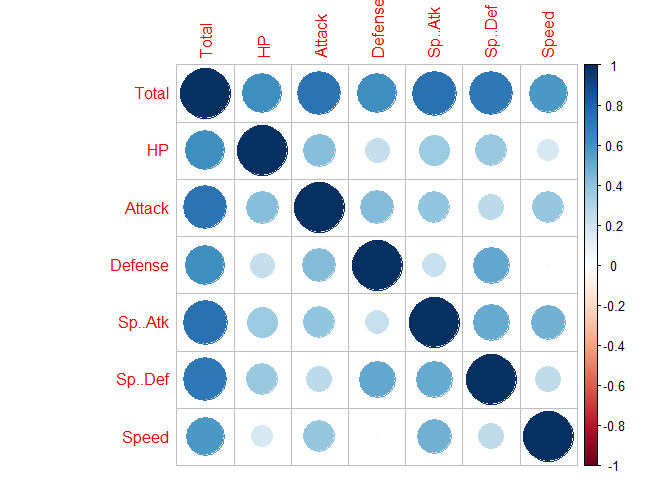 Total HP Attack Defense Sp..Atk Sp..Def Speed
Total
HP
Attack
Defense
Sp..Atk
Sp..Def
Speed
1
0.8
0.6
0.4
0.2
0
-0.2
-0.4
-0.6
-0.8
-1